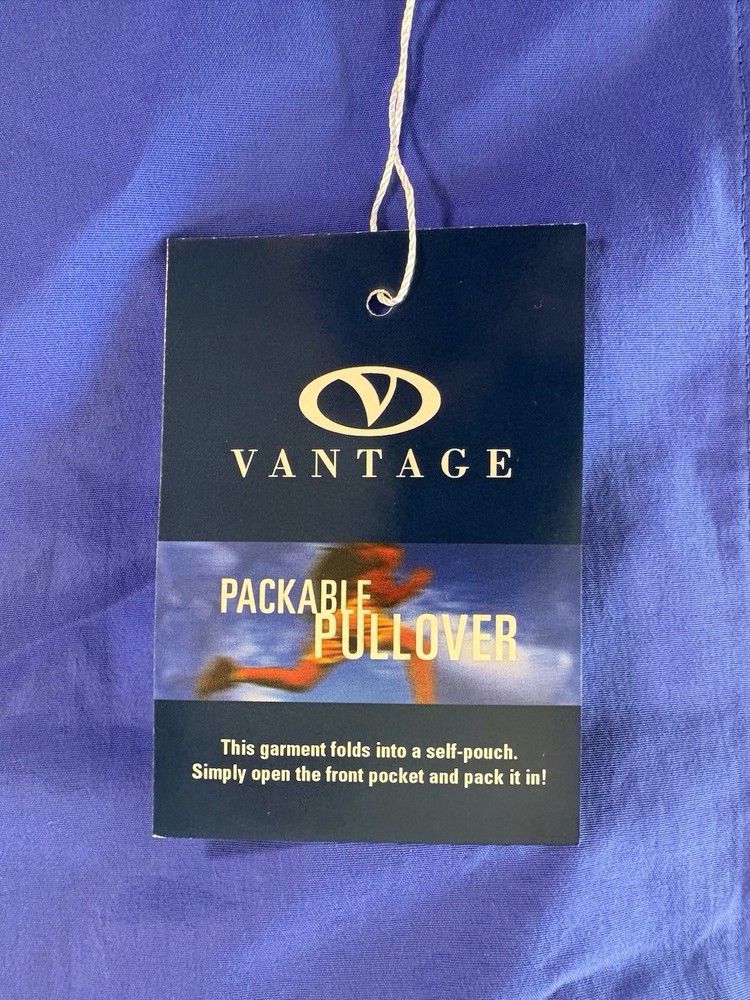 V
VANTAGE
PACKABLE
PULLOVER
This garment folds into a self-pouch.
Simply open the front pocket and pack it in!